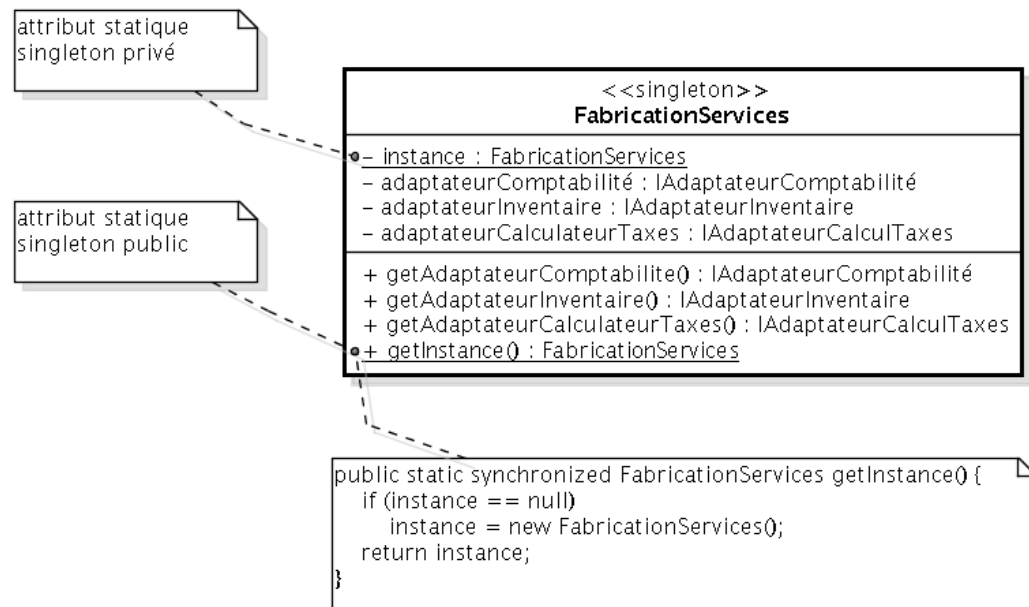 attribut statique
singleton privé
<<singleton>>
FabricationServices
– instance : FabricationServices
– adaptateurComptabilité : IAdaptateurComptabilité
– adaptateurInventaire : IAdaptateurInventaire
– adaptateurCalculateurTaxes : IAdaptateurCalculTaxes
attribut statique
singleton public
+ getAdaptateurComptabilite() : IAdaptateurComptabilité
+ getAdaptateurInventaire() : IAdaptateurInventaire
+ getAdaptateurCalculateurTaxes() : IAdaptateurCalculTaxes
+ getInstance() : FabricationServices
public static synchronized FabricationServices getInstance() {
if (instance == null)
instance = new FabricationServices();
return instance;
}